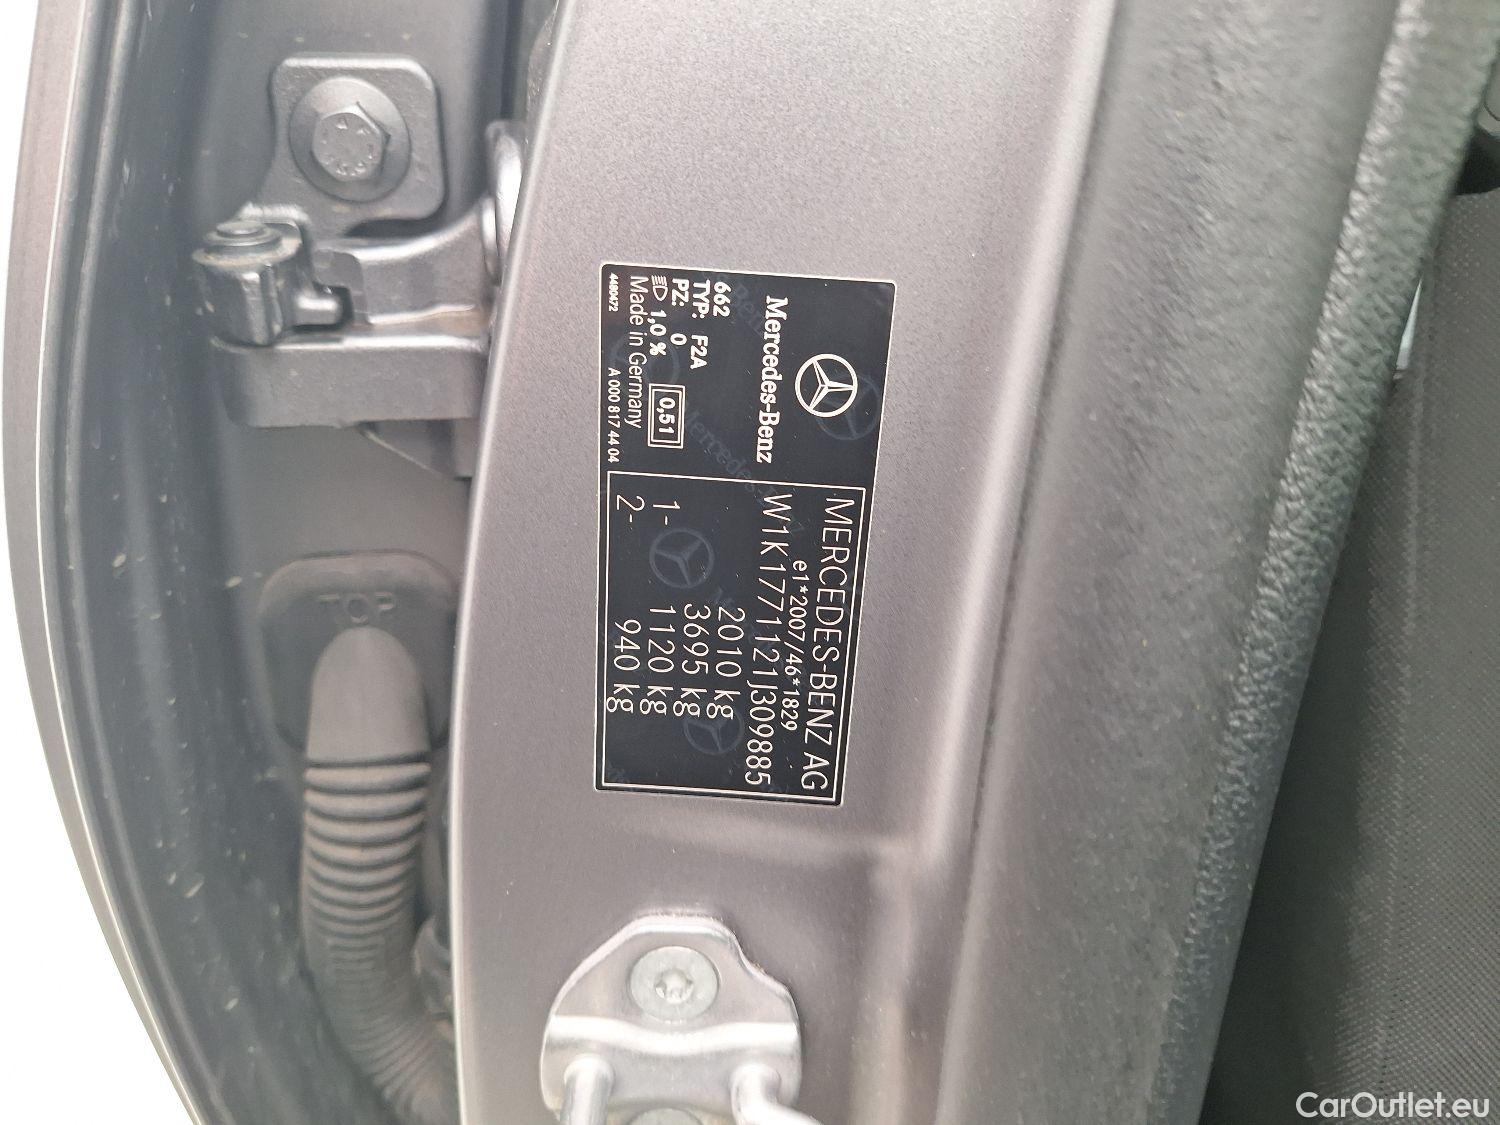 Mercedes-Benz
662
TYP: F2A
PZ: 0
1,0 %
0,51
Made in Germany
4480472 A 000 817 44 04
MERCEDES-BENZ AG
e1*2007/46*1829
W1K1771121J309885
2010 kg
3695 kg
1- 1120 kg
2- 940 kg
TOP
CarOutlet.eu